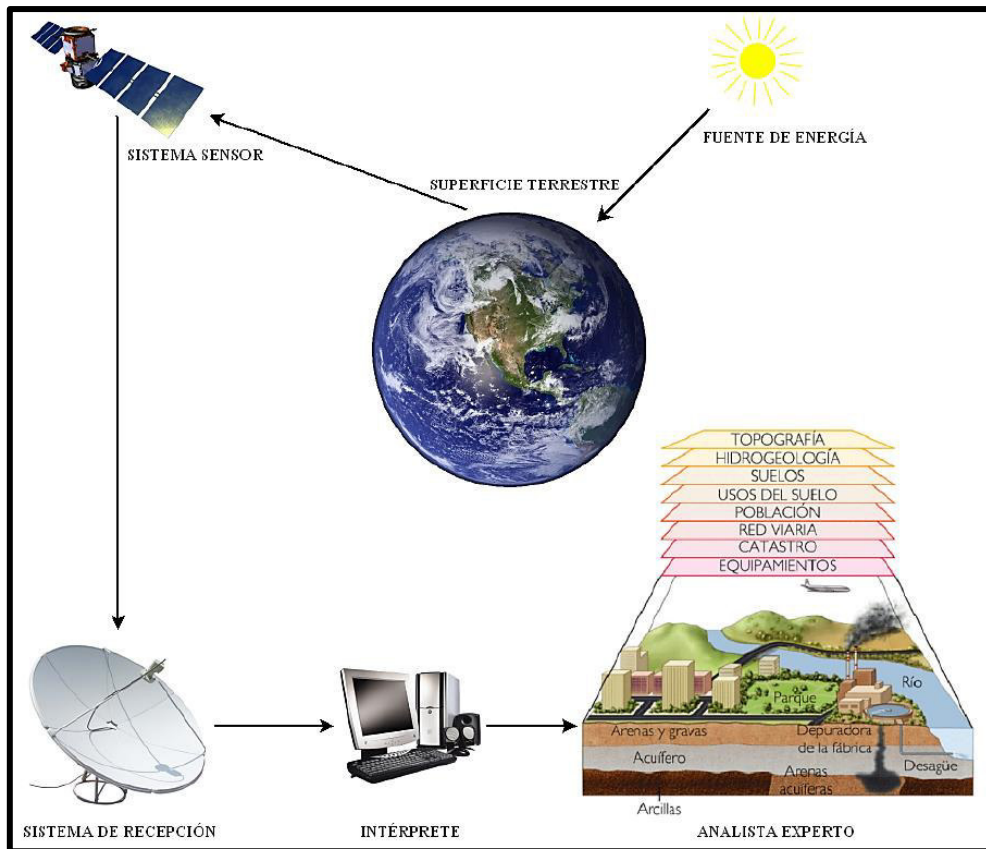 SISTEMA SENSOR
FUENTE DE ENERGÍA
SUPERFICIE TERRESTRE
TOPOGRAFÍA
HIDROGEOLOGÍA
SUELOS
USOS DEL SUELO
POBLACIÓN
RED VIARIA
CATASTRO
EQUIPAMIENTOS
Río
Parque
Arenas y gravas
Depuradora
de la fábrica
Acuífero
Desagüe
Arenas
acuíferas
Arcillas
SISTEMA DE RECEPCIÓN
INTÉRPRETE
ANALISTA EXPERTO